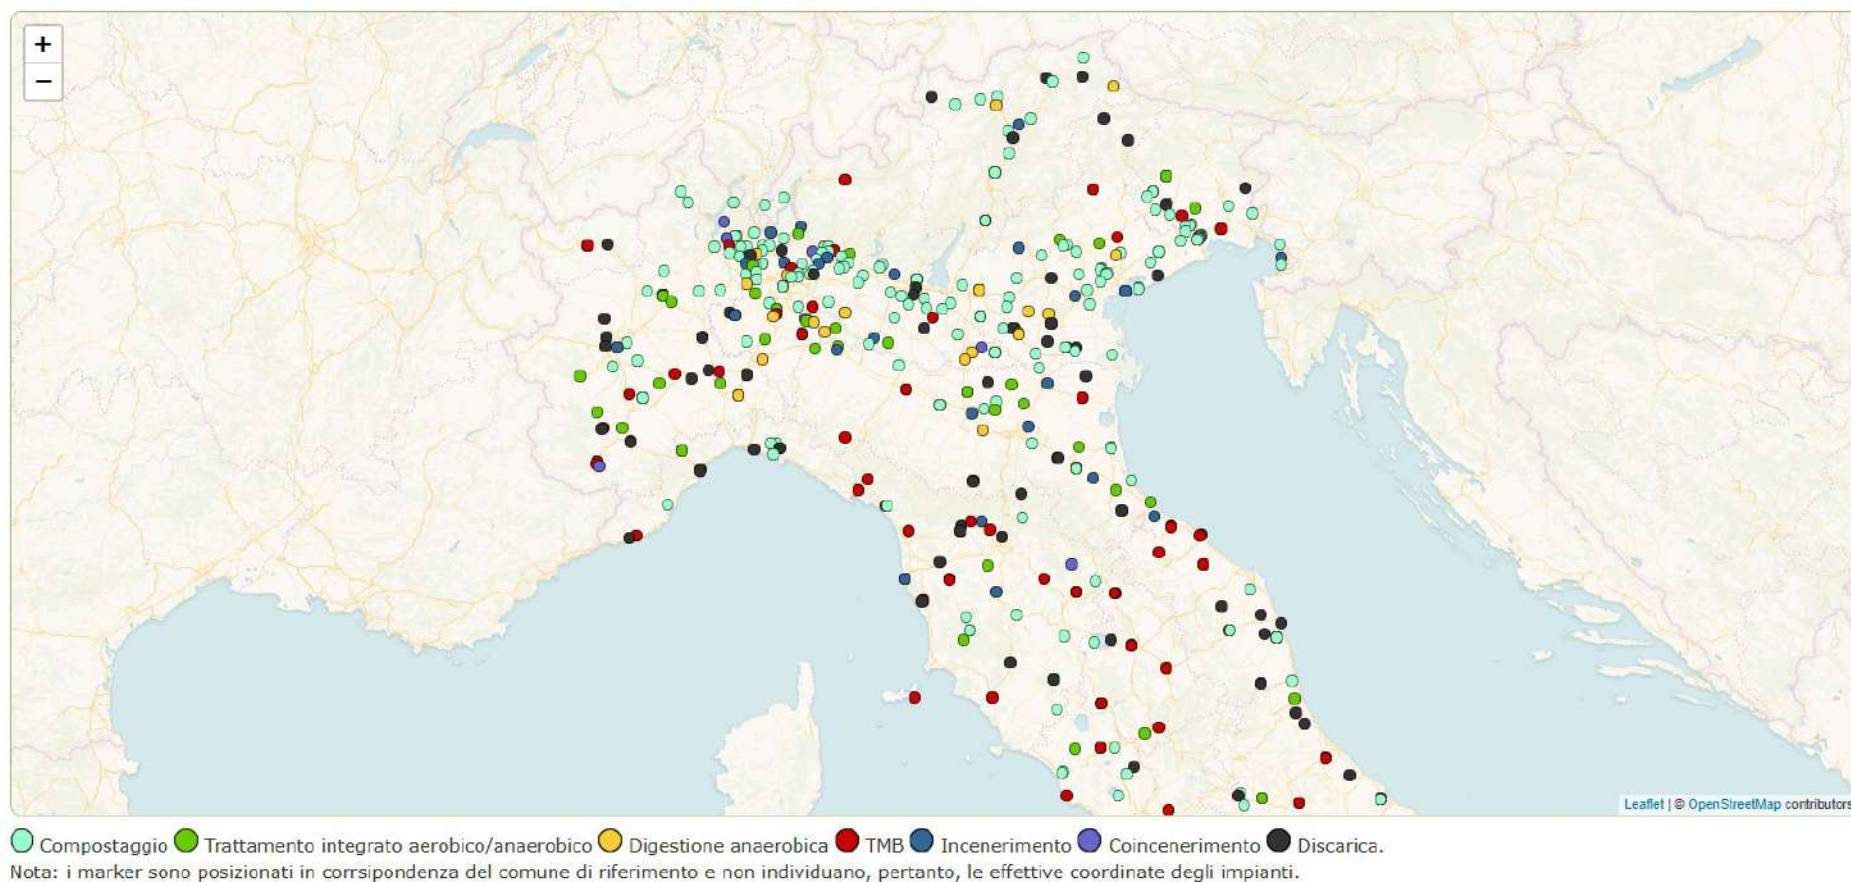 +
−
Leaflet | © OpenStreetMap contributors
Compostaggio Trattamento integrato aerobico/anaerobico Digestione anaerobica TMB Incenerimento Coincenerimento Discarica.
Nota: i marker sono posizionati in corrsipondenza del comune di riferimento e non individuano, pertanto, le effettive coordinate degli impianti.